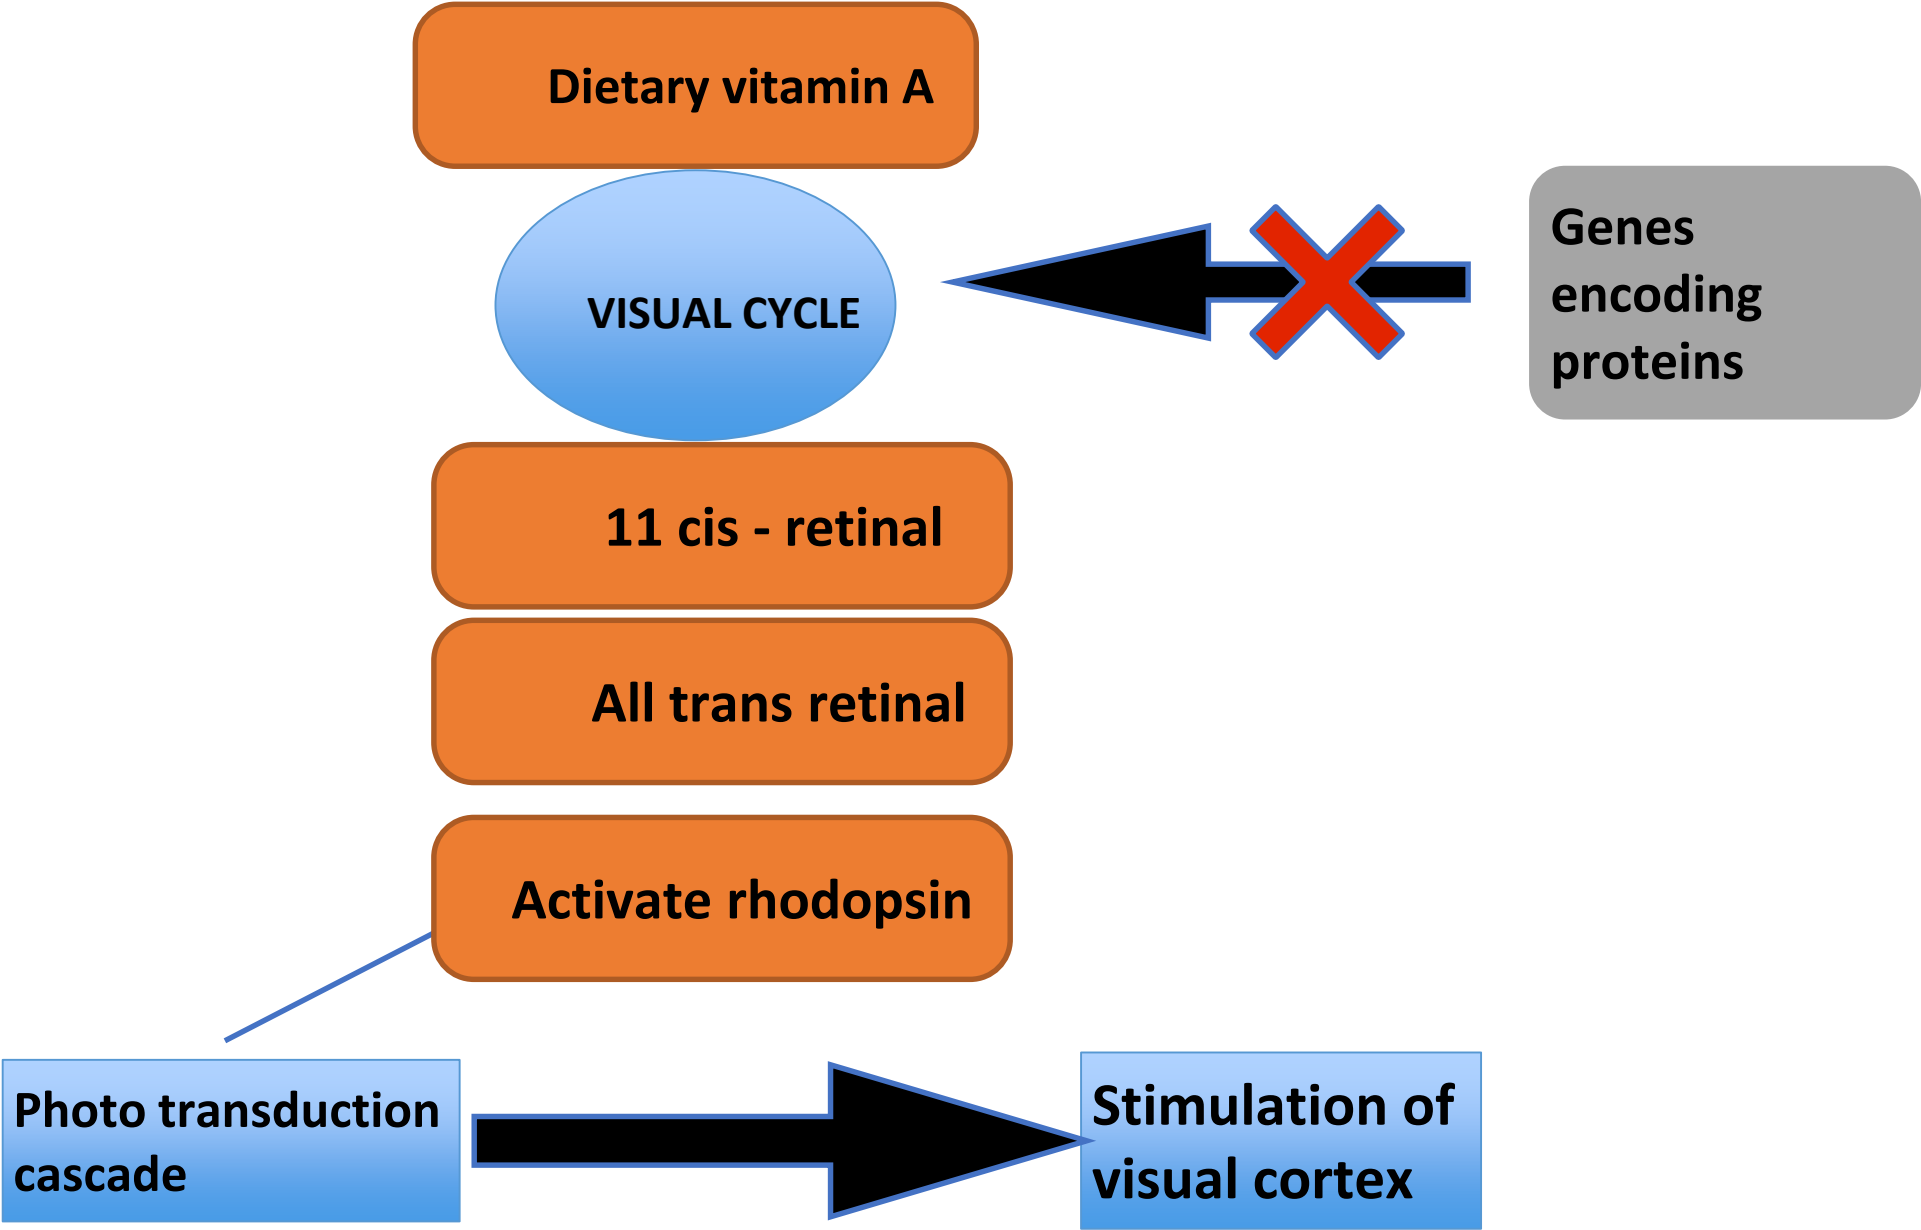 Dietary vitamin A
Genes
encoding
proteins
VISUAL CYCLE
11 cis - retinal
All trans retinal
Activate rhodopsin
Photo transduction
cascade
Stimulation of
visual cortex